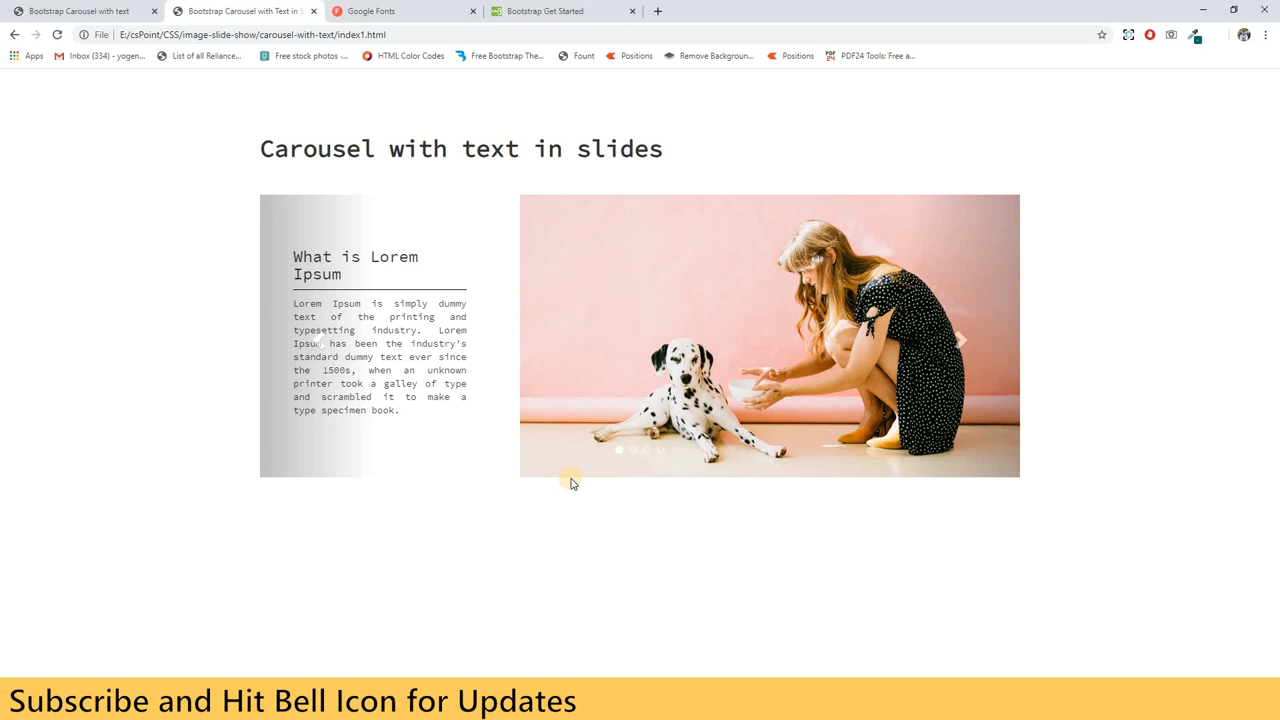 Bootstrap Carousel with text
Bootstrap Carousel with Text in S
Google Fonts
Bootstrap Get Started
File E:/csPoint/CSS/image-slide-show/carousel-with-text/index1.html
Apps
Inbox (334) - yogen...
List of all Reliance...
Free stock photos -...
HTML Color Codes
Free Bootstrap The...
Fount
Positions
Remove Backgroun...
Positions
PDF24 Tools: Free a...
Carousel with text in slides
What is Lorem
Ipsum
Lorem Ipsum is simply dummy
text of the printing and
typesetting industry. Lorem
Ipsum has been the industry's
standard dummy text ever since
the 1500s, when an unknown
printer took a galley of type
and scrambled it to make a
type specimen book.
Subscribe and Hit Bell Icon for Updates